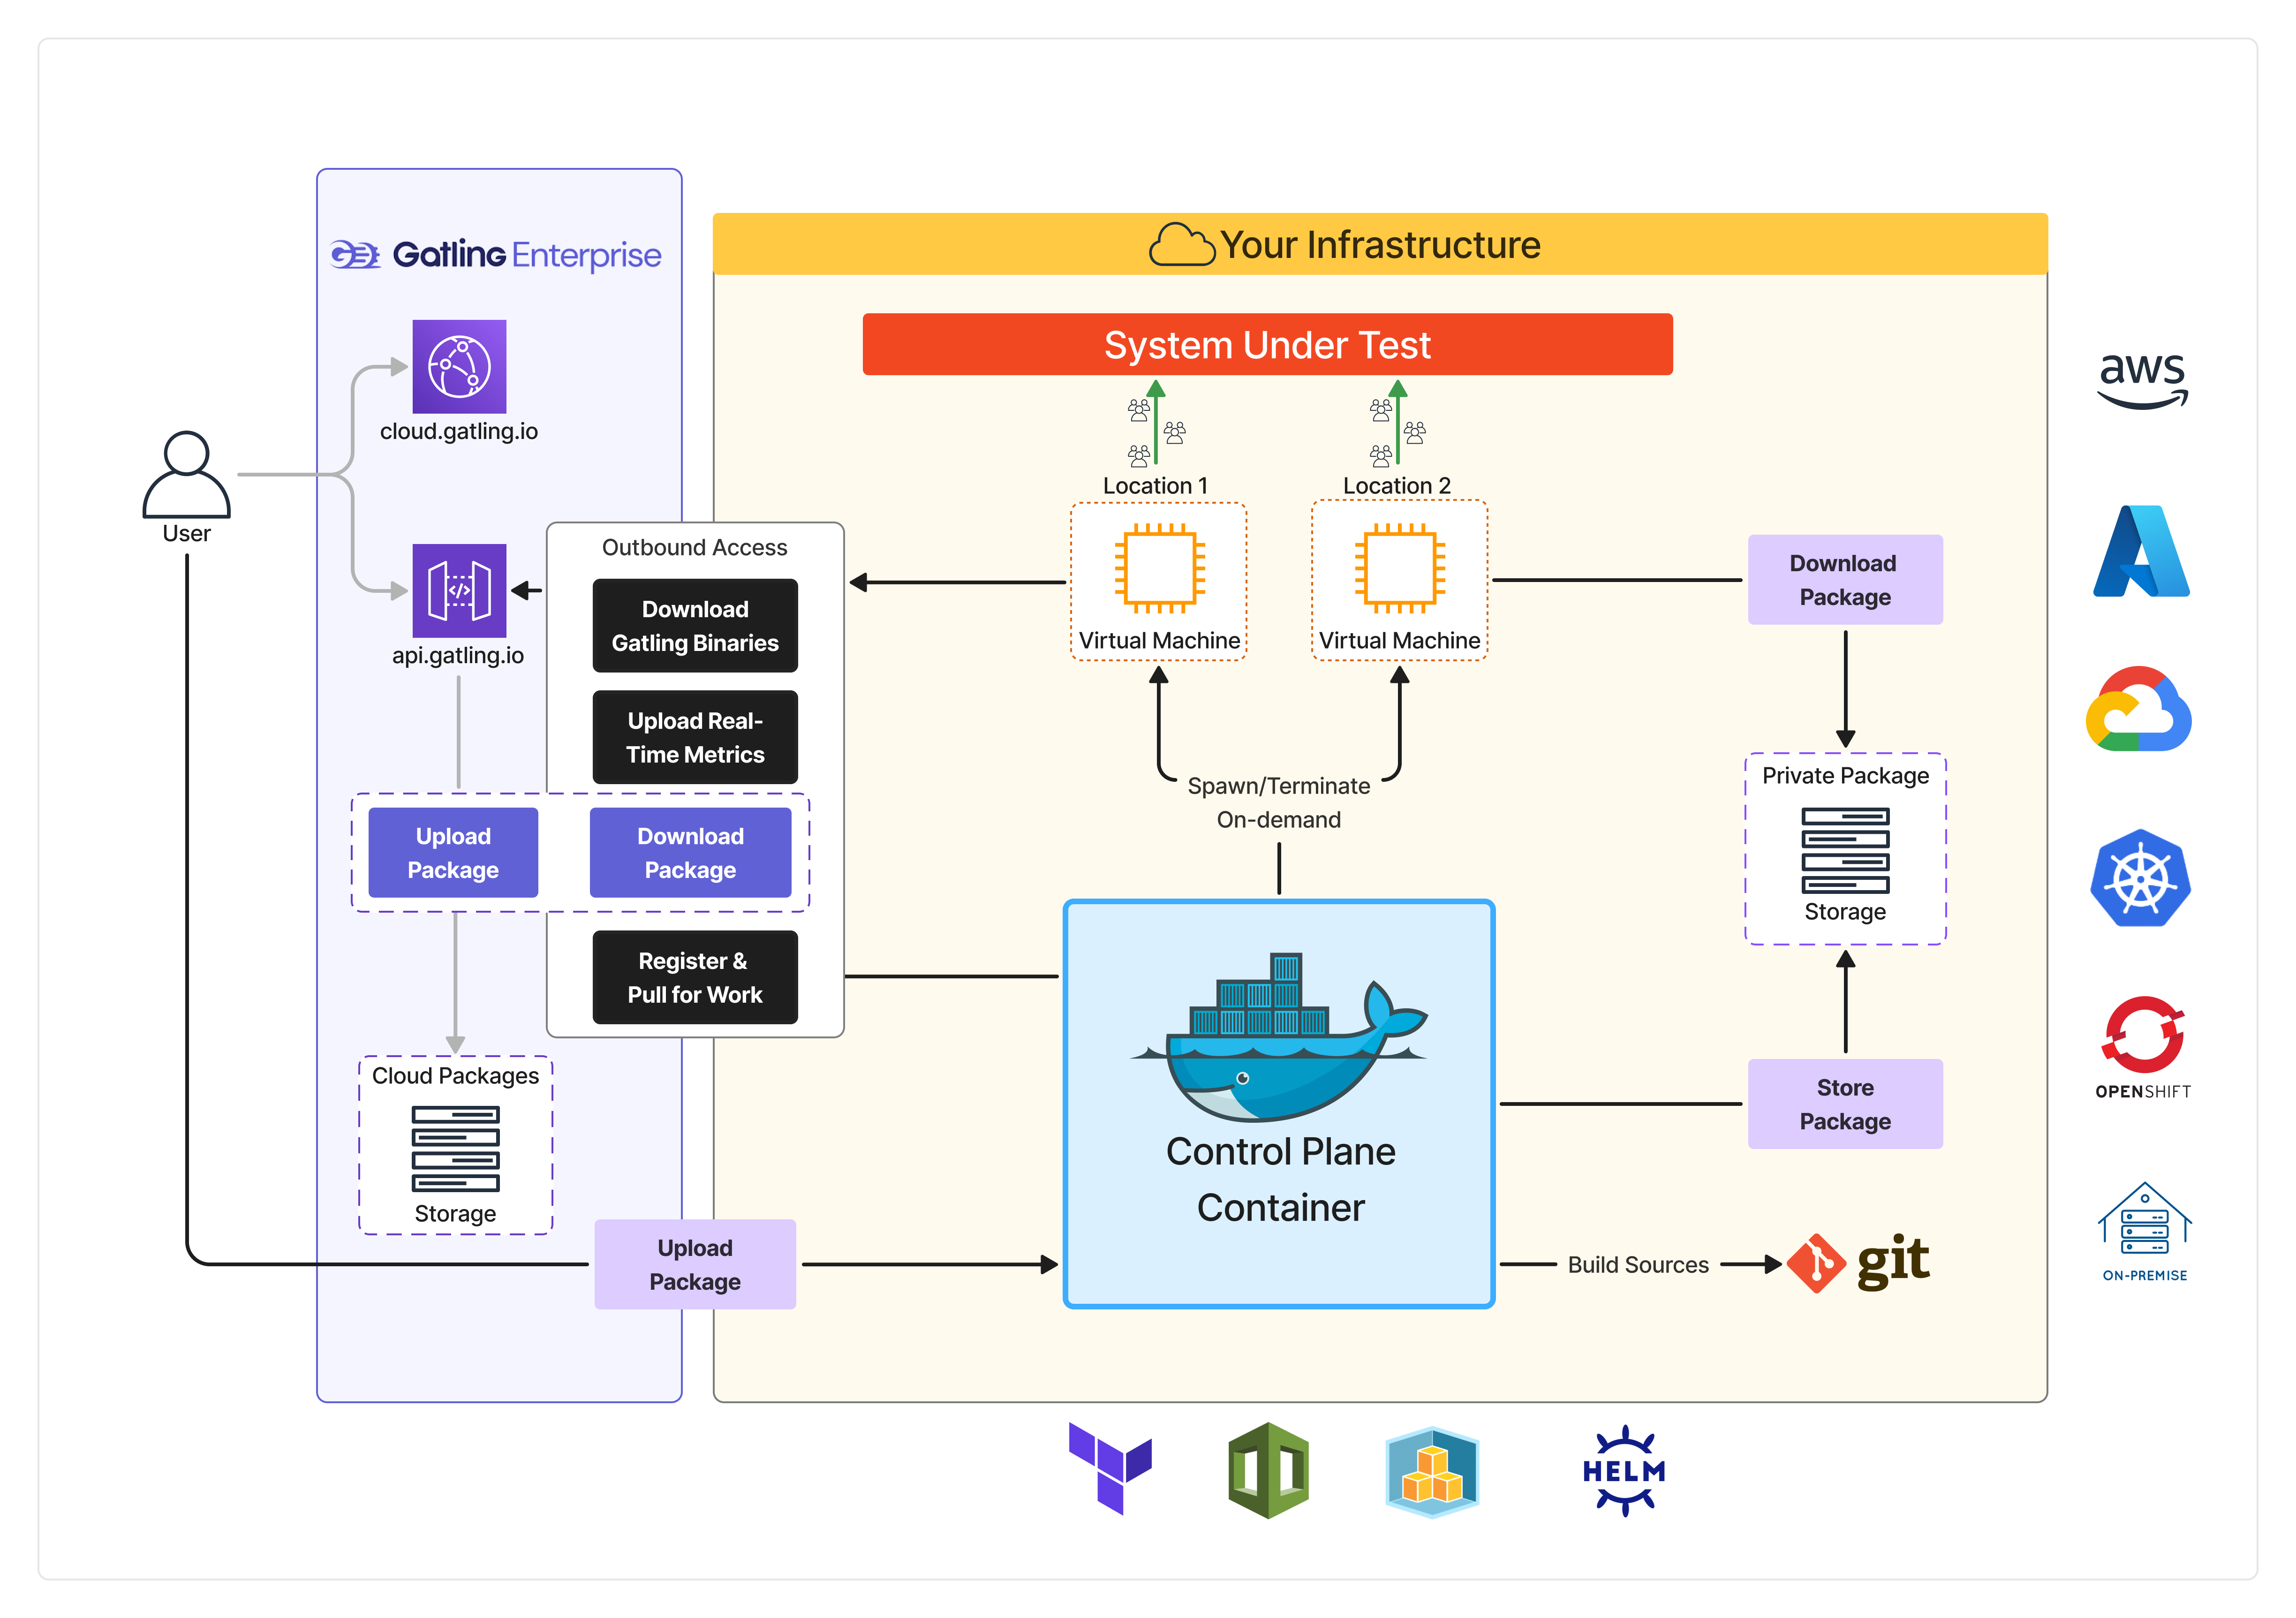 Gatling Enterprise
cloud.gatling.io
User
api.gatling.io
Outbound Access
Download
Gatling Binaries
Upload Real-
Time Metrics
Upload
Package
Download
Package
Register &
Pull for Work
Cloud Packages
Storage
Upload
Package
Your Infrastructure
System Under Test
Location 1
Virtual Machine
Location 2
Virtual Machine
Spawn/Terminate
On-demand
Control Plane
Container
Download
Package
Private Package
Storage
Store
Package
Build Sources
git
aws
OPENSHIFT
ON-PREMISE
HELM